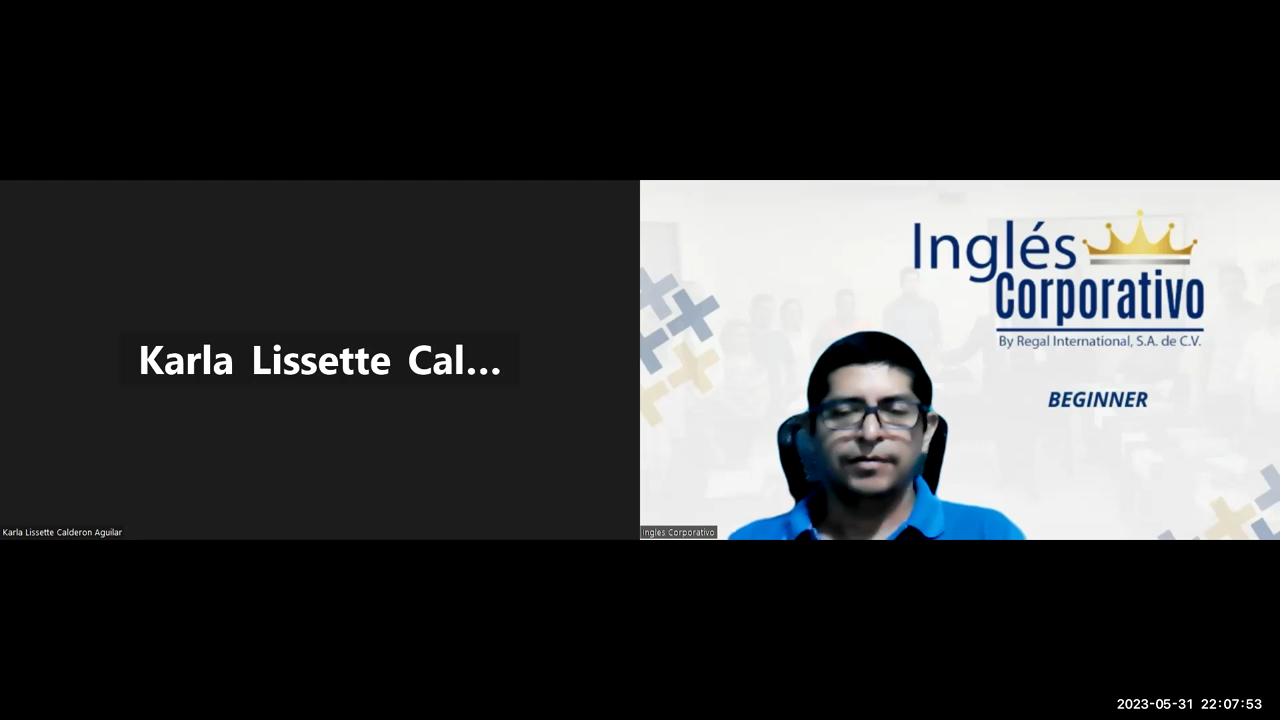 Karla Lissette Cal...
Karla Lissette Calderon Aguilar
Inglés
Corporativo
By Regal International, S.A. de C.V.
BEGINNER
Ingles Corporativo
2023-05-31 22:07:53